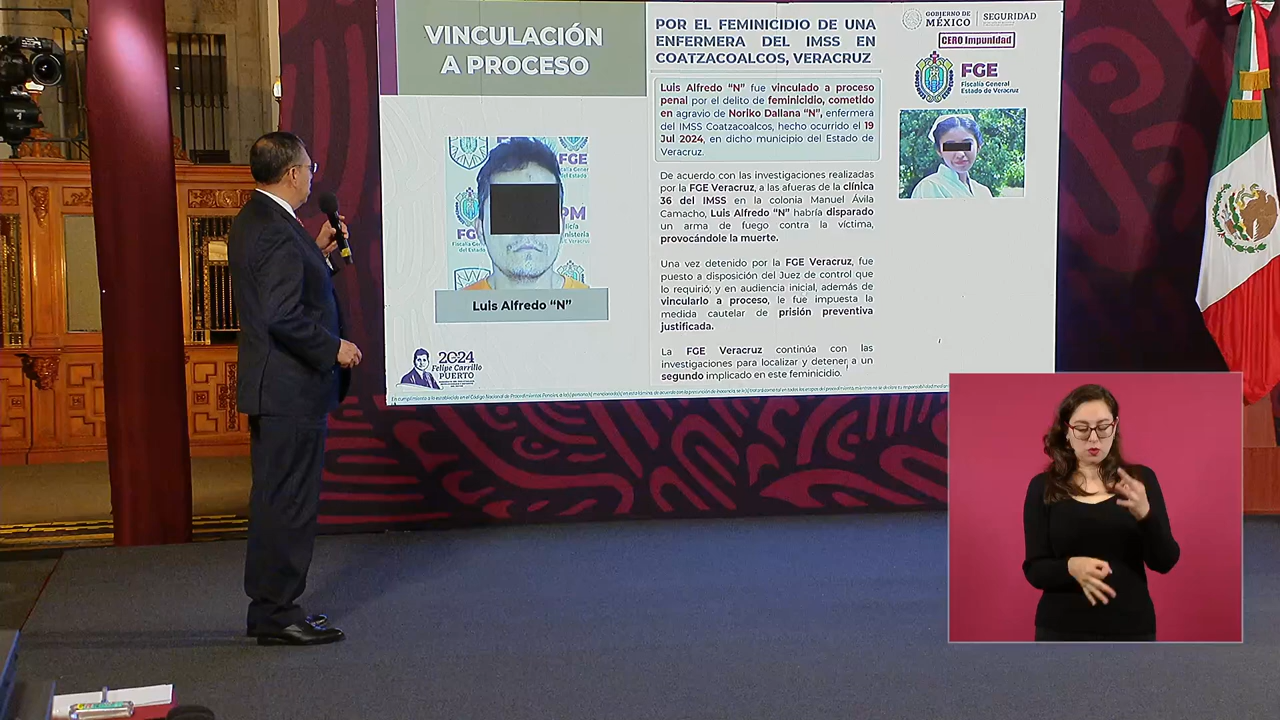 VINCULACIÓN
A PROCESO
POR EL FEMINICIDIO DE UNA
ENFERMERA DEL IMSS EN
COATZACOALCOS, VERACRUZ
GOBIERNO DE
MÉXICO
SEGURIDAD
CERO Impunidad
FGE
Fiscalía General
Estado de Veracruz
Luis Alfredo “N” fue vinculado a proceso
penal por el delito de feminicidio, cometido
en agravio de Noriko Dallana “N”, enfermera
del IMSS Coatzacoalcos, hecho ocurrido el 19
Jul 2024, en dicho municipio del Estado de
Veracruz.
De acuerdo con las investigaciones realizadas
por la FGE Veracruz, a las afueras de la clínica
36 del IMSS en la colonia Manuel Ávila
Camacho, Luis Alfredo “N” habría disparado
un arma de fuego contra la víctima,
provocándole la muerte.
Una vez detenido por la FGE Veracruz, fue
puesto a disposición del Juez de control que
lo requirió; y en audiencia inicial, además de
vincularlo a proceso, le fue impuesta la
medida cautelar de prisión preventiva
justificada.
La FGE Veracruz continúa con las
investigaciones para localizar y detener a un
segundo implicado en este feminicidio.
FGE
Luis Alfredo “N”
2024
Felipe Carrillo
PUERTO